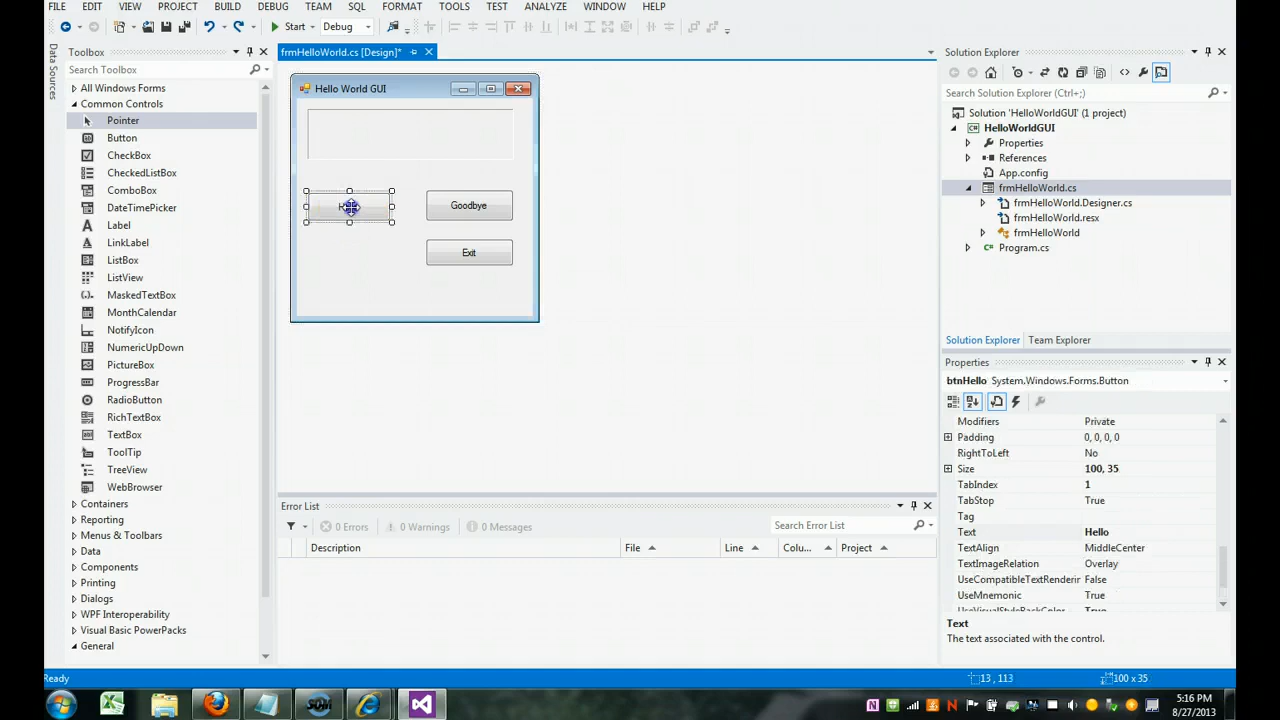 FILE EDIT VIEW PROJECT BUILD DEBUG TEAM SQL FORMAT TOOLS TEST ANALYZE WINDOW HELP
Start Debug
Data Sources
Toolbox
Search Toolbox
All Windows Forms
Common Controls
Pointer
Button
CheckBox
CheckedListBox
ComboBox
DateTimePicker
Label
LinkLabel
ListBox
ListView
MaskedTextBox
MonthCalendar
NotifyIcon
NumericUpDown
PictureBox
ProgressBar
RadioButton
RichTextBox
TextBox
ToolTip
TreeView
WebBrowser
Containers
Reporting
Menus & Toolbars
Data
Components
Printing
Dialogs
WPF Interoperability
Visual Basic PowerPacks
General
frmHelloWorld.cs [Design]*
Hello World GUI
Goodbye
Exit
Error List
0 Errors 0 Warnings 0 Messages
Search Error List
Description File Line Colu... Project
Solution Explorer
Search Solution Explorer (Ctrl+;)
Solution 'HelloWorldGUI' (1 project)
HelloWorldGUI
Properties
References
App.config
frmHelloWorld.cs
frmHelloWorld.Designer.cs
frmHelloWorld.resx
frmHelloWorld
Program.cs
Solution Explorer Team Explorer
Properties
btnHello System.Windows.Forms.Button
Modifiers Private
Padding 0, 0, 0, 0
RightToLeft No
Size 100, 35
TabIndex 1
TabStop True
Tag
Text Hello
TextAlign MiddleCenter
TextImageRelation Overlay
UseCompatibleTextRenderir False
UseMnemonic True
UseVisualStyleBackColor True
Text
The text associated with the control.
Ready
13 , 113
100 x 35
5:16 PM
8/27/2013